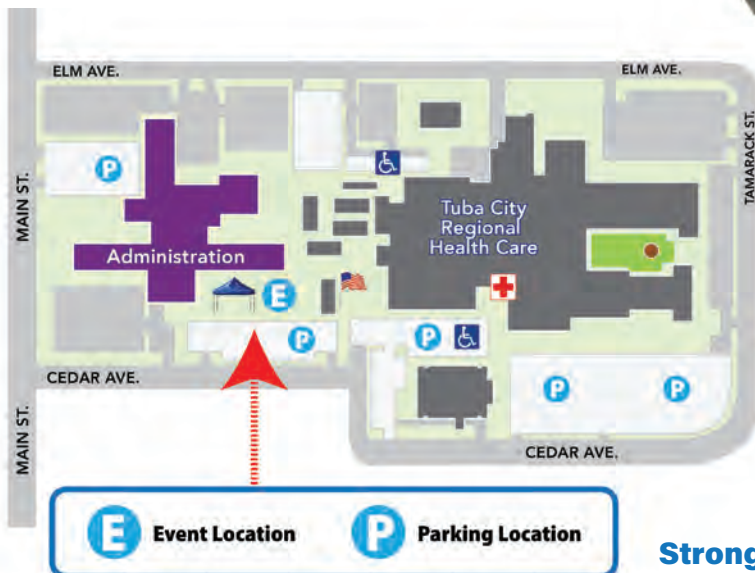 ELM AVE.
ELM AVE.
MAIN ST.
TAMARACK ST.
P
Tuba City
Regional
Health Care
Administration
E
P
P
P
P
CEDAR AVE.
MAIN ST.
CEDAR AVE.
E Event Location
P Parking Location
Strong